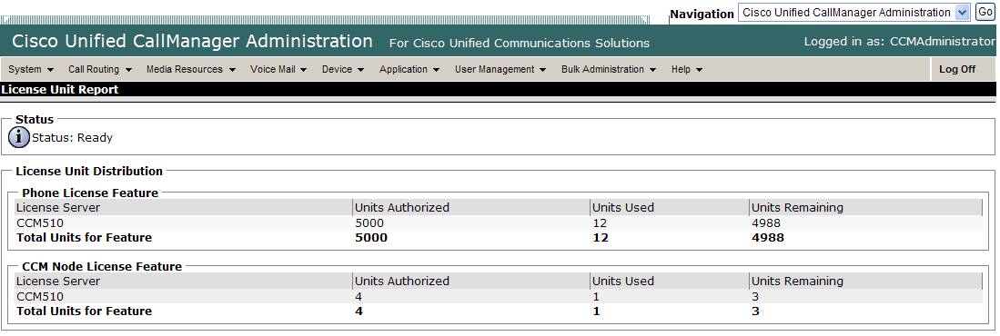 Navigation Cisco Unified CallManager Administration Go
Cisco Unified CallManager Administration For Cisco Unified Communications Solutions Logged in as: CCMAdministrator
System Call Routing Media Resources Voice Mail Device Application User Management Bulk Administration Help Log Off
License Unit Report
Status
i Status: Ready
License Unit Distribution
Phone License Feature
License Server Units Authorized Units Used Units Remaining
CCM510 5000 12 4988
Total Units for Feature 5000 12 4988
CCM Node License Feature
License Server Units Authorized Units Used Units Remaining
CCM510 4 1 3
Total Units for Feature 4 1 3